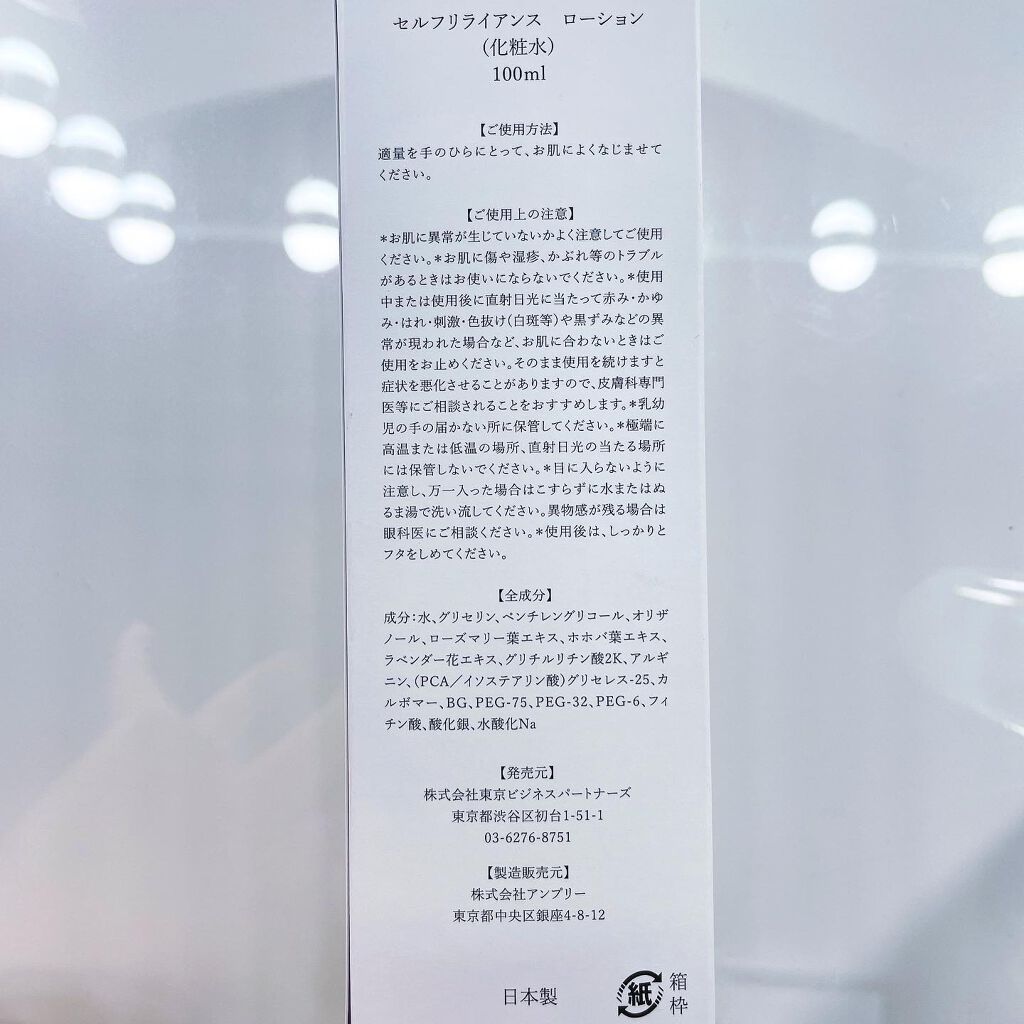 セルフリライアンス　ローション
（化粧水）
100ml
【ご使用方法】
適量を手のひらにとって、お肌によくなじませて
ください。
【ご使用上の注意】
＊お肌に異常が生じていないかよく注意してご使用
ください。＊お肌に傷や湿疹、かぶれ等のトラブル
があるときはお使いにならないでください。＊使用
中または使用後に直射日光に当たって赤み・かゆ
み・はれ・刺激・色抜け（白斑等）や黒ずみなどの異
常が現われた場合など、お肌に合わないときはご
使用をお止めください。そのまま使用を続けますと
症状を悪化させることがありますので、皮膚科専門
医等にご相談されることをおすすめします。＊乳幼
児の手の届かない所に保管してください。＊極端に
高温または低温の場所、直射日光の当たる場所
には保管しないでください。＊目に入らないように
注意し、万一入った場合はこすらずに水またはぬ
るま湯で洗い流してください。異物感が残る場合は
眼科医にご相談ください。＊使用後は、しっかりと
フタをしめてください。
【全成分】
成分：水、グリセリン、ペンチレングリコール、オリザ
ノール、ローズマリー葉エキス、ホホバ葉エキス、
ラベンダー花エキス、グリチルリチン酸2K、アルギ
ニン、（PCA／イソステアリン酸）グリセレス-25、カ
ルボマー、BG、PEG-75、PEG-32、PEG-6、フィ
チン酸、酸化銀、水酸化Na
【発売元】
株式会社東京ビジネスパートナーズ
東京都渋谷区初台1-51-1
03-6276-8751
【製造販売元】
株式会社アンプリー
東京都中央区銀座4-8-12
日本製
紙
箱
枠